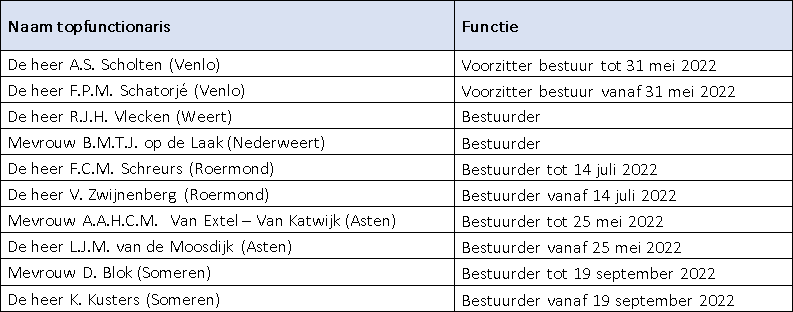 Naam topfunctionaris Functie
De heer A.S. Scholten (Venlo) Voorzitter bestuur tot 31 mei 2022
De heer F.P.M. Schatorjé (Venlo) Voorzitter bestuur vanaf 31 mei 2022
De heer R.J.H. Vlecken (Weert) Bestuurder
Mevrouw B.M.T.J. op de Laak (Nederweert) Bestuurder
De heer F.C.M. Schreurs (Roermond) Bestuurder tot 14 juli 2022
De heer V. Zwijnenberg (Roermond) Bestuurder vanaf 14 juli 2022
Mevrouw A.A.H.C.M. Van Extel – Van Katwijk (Asten) Bestuurder tot 25 mei 2022
De heer L.J.M. van de Moosdijk (Asten) Bestuurder vanaf 25 mei 2022
Mevrouw D. Blok (Someren) Bestuurder tot 19 september 2022
De heer K. Kusters (Someren) Bestuurder vanaf 19 september 2022